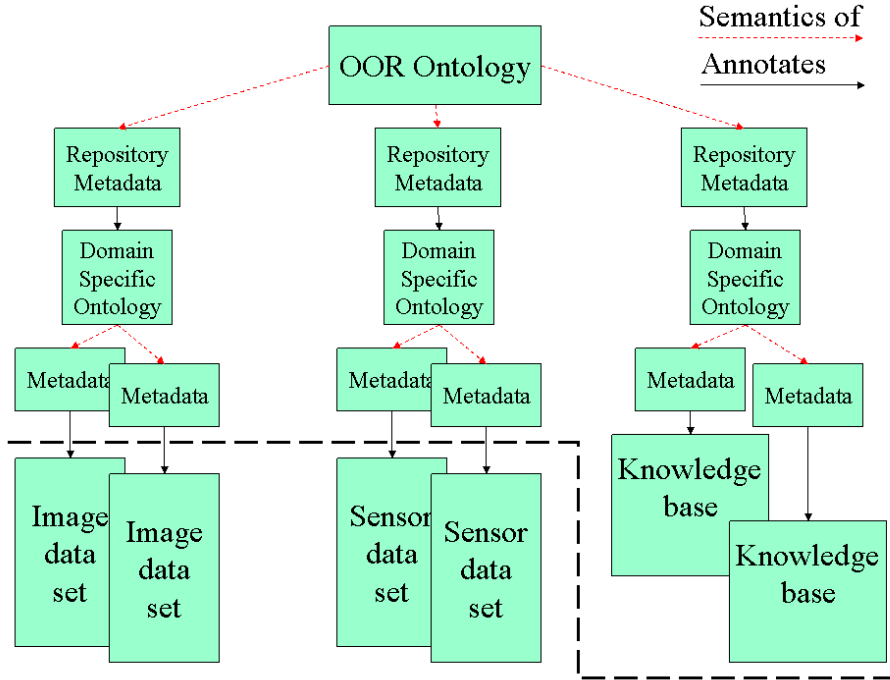 Semantics of
Annotates
OOR Ontology
Repository
Metadata
Repository
Metadata
Repository
Metadata
Domain
Specific
Ontology
Domain
Specific
Ontology
Domain
Specific
Ontology
Metadata
Metadata
Metadata
Metadata
Metadata
Metadata
Image
data
set
Image
data
set
Sensor
data
set
Sensor
data
set
Knowledge
base
Knowledge
base